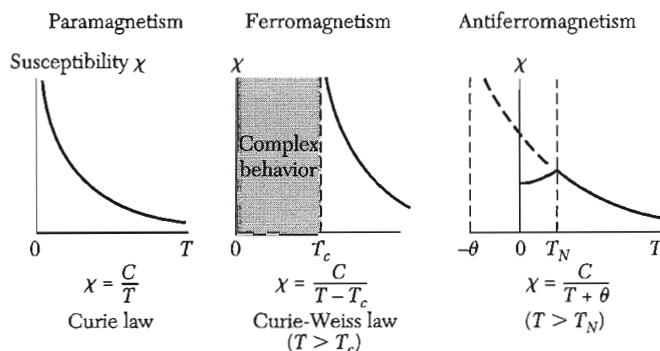 Paramagnetism
Susceptibility χ
0
T
χ = C/T
Curie law
Ferromagnetism
χ
Complex
behavior
0
T_c
χ = C/(T − T_c)
Curie-Weiss law
(T > T_c)
Antiferromagnetism
χ
−θ
0
T_N
T
χ = C/(T + θ)
(T > T_N)